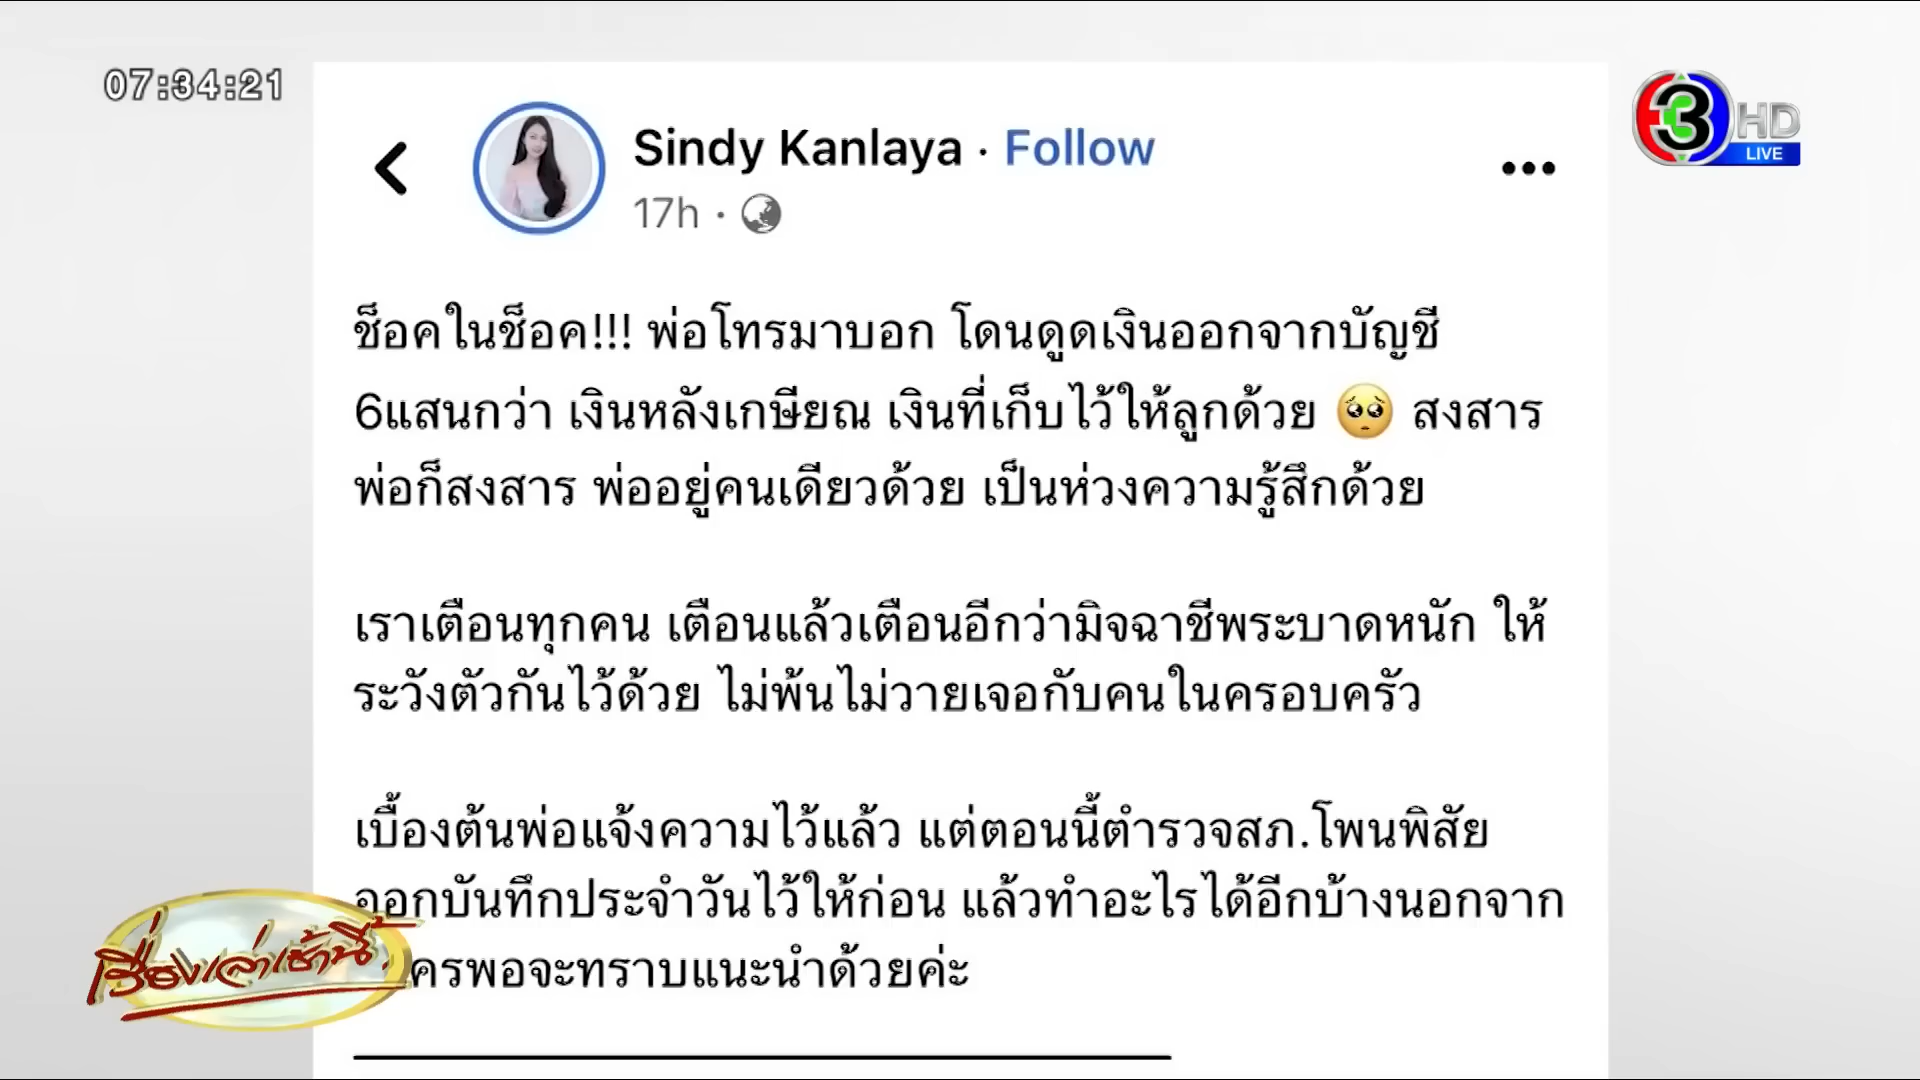 07:34:21
Sindy Kanlaya · Follow
17h ·
3 HD
LIVE
ช็อคในช็อค!!! พ่อโทรมาบอก โดนดูดเงินออกจากบัญชี
6แสนกว่า เงินหลังเกษียณ เงินที่เก็บไว้ให้ลูกด้วย 🥺 สงสาร
พ่อก็สงสาร พ่ออยู่คนเดียวด้วย เป็นห่วงความรู้สึกด้วย
เราเตือนทุกคน เตือนแล้วเตือนอีกว่ามิจฉาชีพระบาดหนัก ให้
ระวังตัวกันไว้ด้วย ไม่พ้นไม่วายเจอกับคนในครอบครัว
เบื้องต้นพ่อแจ้งความไว้แล้ว แต่ตอนนี้ตำรวจสภ.โพนพิสัย
ออกบันทึกประจำวันไว้ให้ก่อน แล้วทำอะไรได้อีกบ้างนอกจาก
ครพอจะทราบแนะนำด้วยค่ะ
เรื่องเล่าเช้านี้